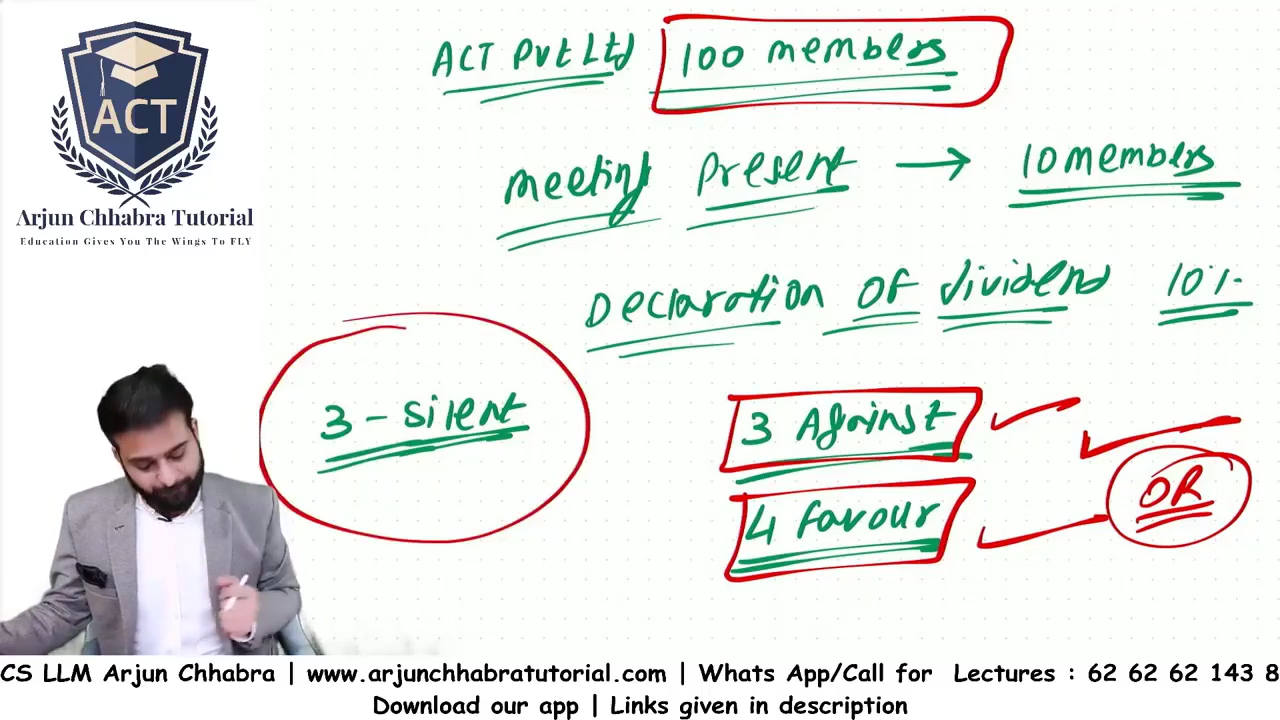 ACT
Arjun Chhabra Tutorial
Education Gives You The Wings To FLY
ACT Pvt Ltd 100 members
meeting Present → 10 members
Declaration OF dividend 10%
3 - Silent
3 Against
4 favour
OR
CS LLM Arjun Chhabra | www.arjunchhabratutorial.com | Whats App/Call for Lectures : 62 62 62 143 8
Download our app | Links given in description